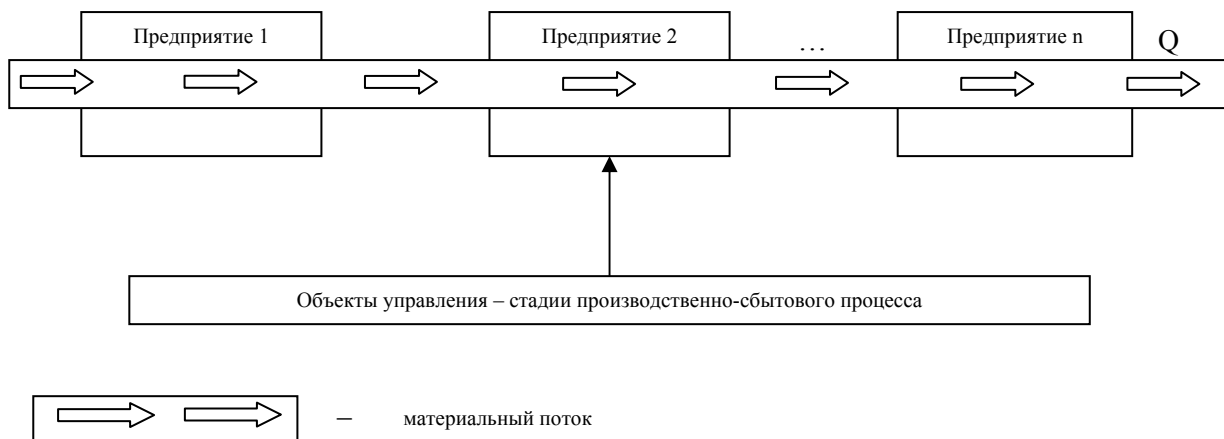 Предприятие 1
Предприятие 2
…
Предприятие n
Q
Объекты управления – стадии производственно-сбытового процесса
– материальный поток